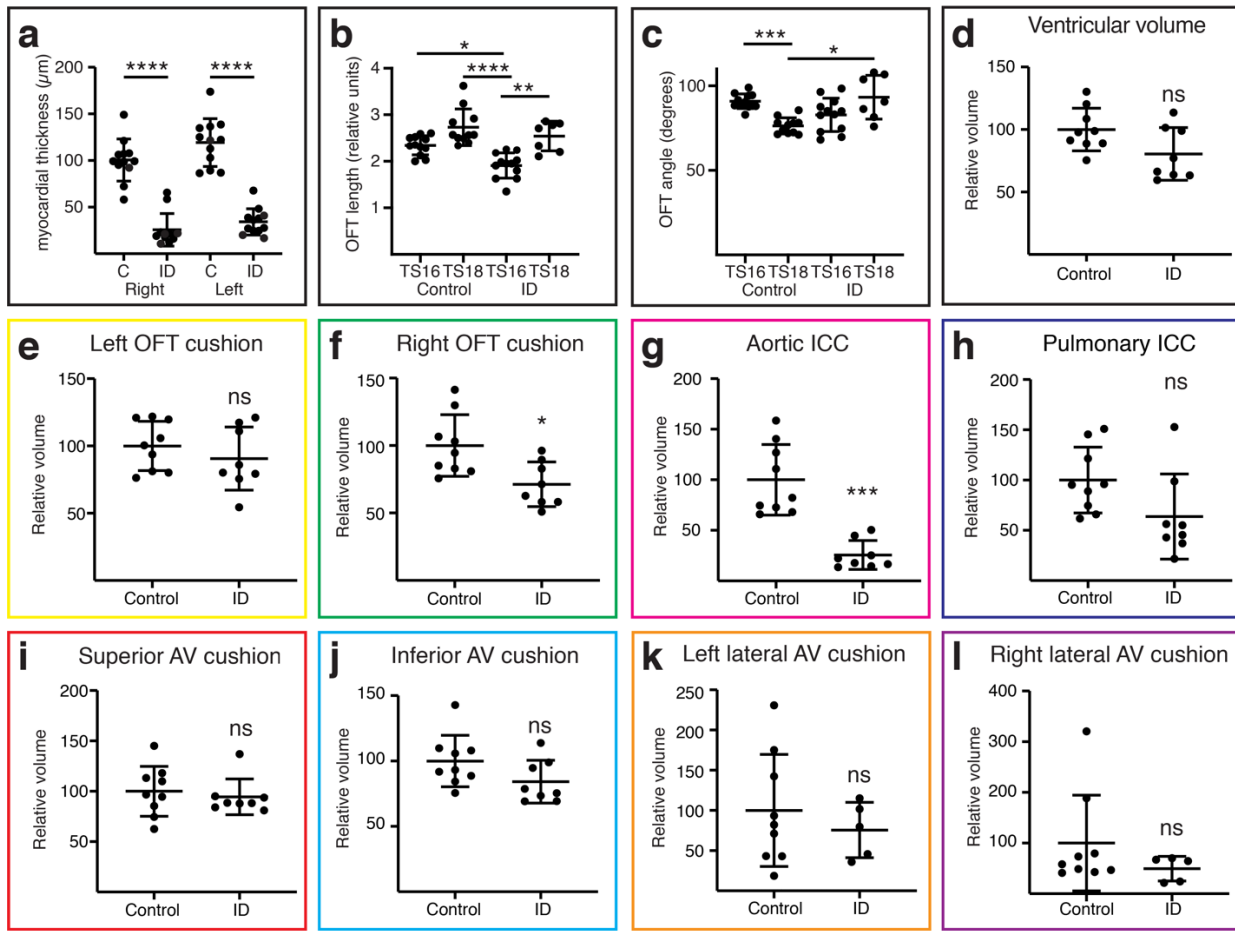 a
myocardial thickness (µm)
200
150
100
50
****
****
C
ID
C
ID
Right
Left
b
OFT length (relative units)
4
3
2
1
*
****
**
TS16
TS18
TS16
TS18
Control
ID
c
OFT angle (degrees)
100
50
***
*
TS16
TS18
TS16
TS18
Control
ID
d
Ventricular volume
Relative volume
150
100
50
ns
Control
ID
e
Left OFT cushion
Relative volume
150
100
50
ns
Control
ID
f
Right OFT cushion
Relative volume
150
100
50
*
Control
ID
g
Aortic ICC
Relative volume
200
150
100
50
***
Control
ID
h
Pulmonary ICC
Relative volume
200
150
100
50
ns
Control
ID
i
Superior AV cushion
Relative volume
200
150
100
50
ns
Control
ID
j
Inferior AV cushion
Relative volume
150
100
50
ns
Control
ID
k
Left lateral AV cushion
Relative volume
250
200
150
100
50
ns
Control
ID
l
Right lateral AV cushion
Relative volume
400
300
200
100
ns
Control
ID